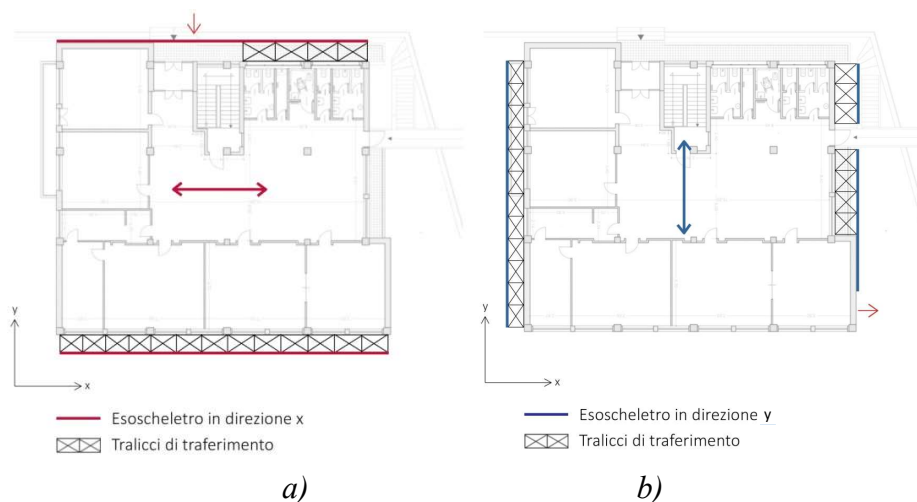 y
x
Esoscheletro in direzione x
Tralicci di traferimento
a)
y
x
Esoscheletro in direzione y
Tralicci di traferimento
b)